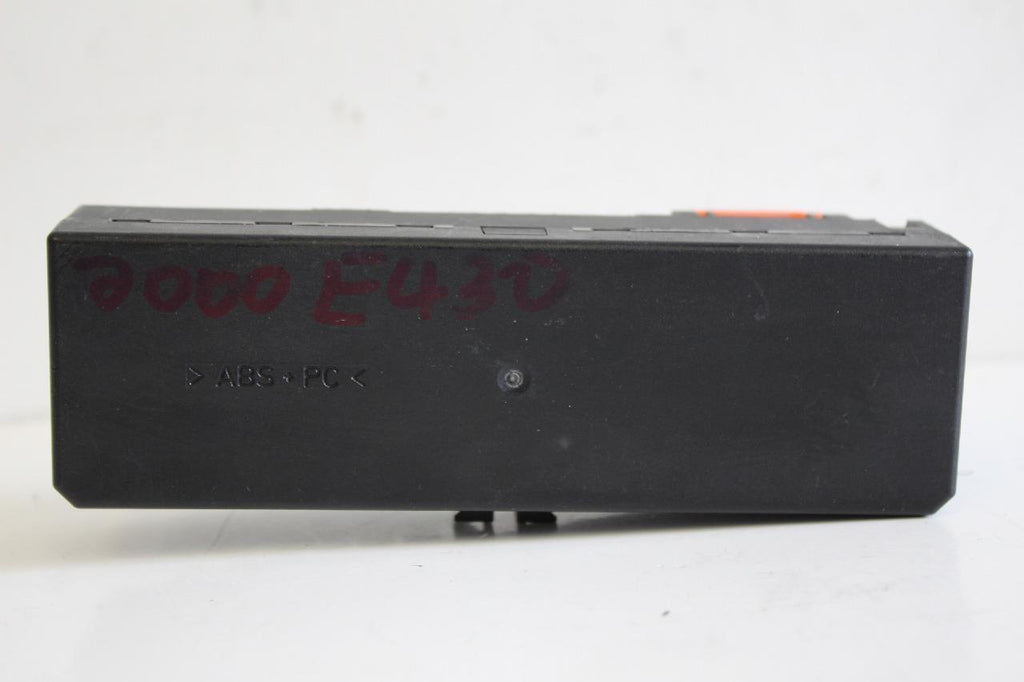 2000 E430
> ABS + PC <